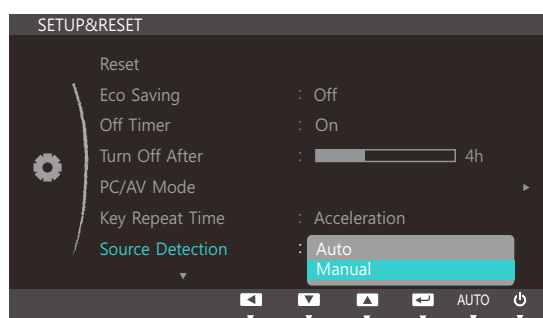 SETUP&RESET
Reset
Eco Saving : Off
Off Timer : On
Turn Off After : 4h
PC/AV Mode
Key Repeat Time : Acceleration
Source Detection : Auto
Manual
AUTO